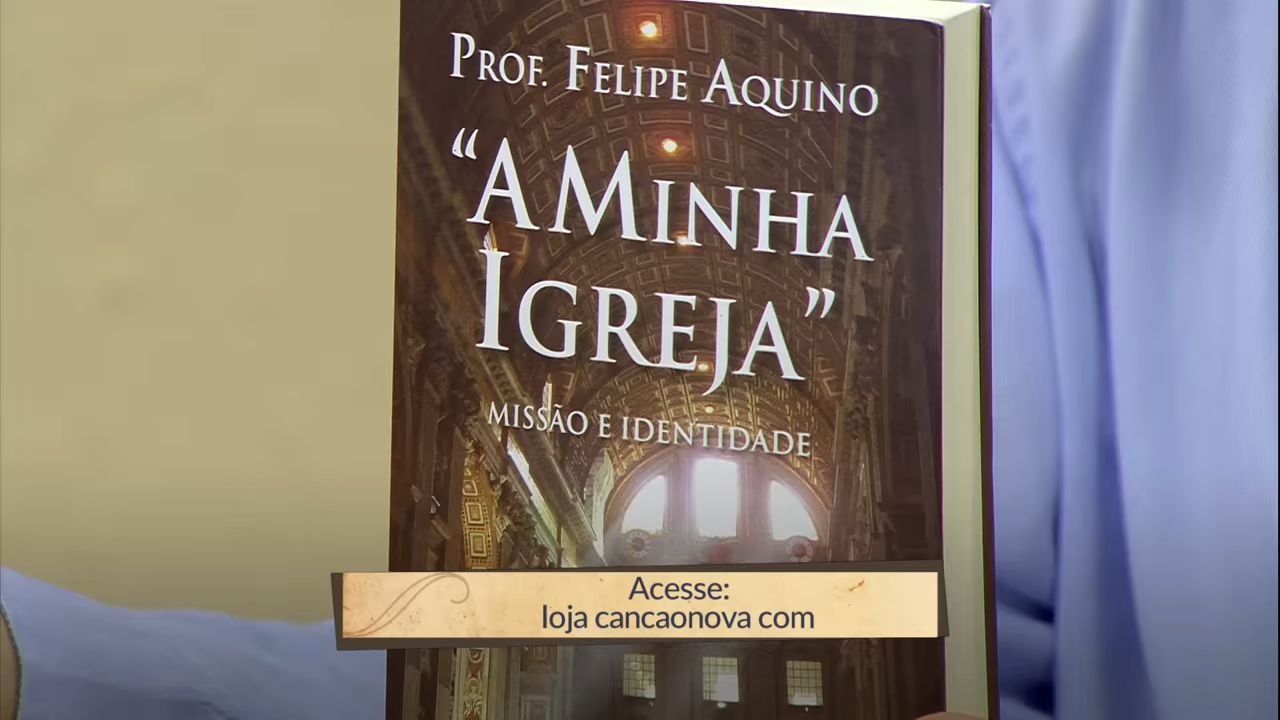 PROF. FELIPE AQUINO
“A MINHA
IGREJA”
MISSÃO E IDENTIDADE
Acesse:
loja cancaonova com